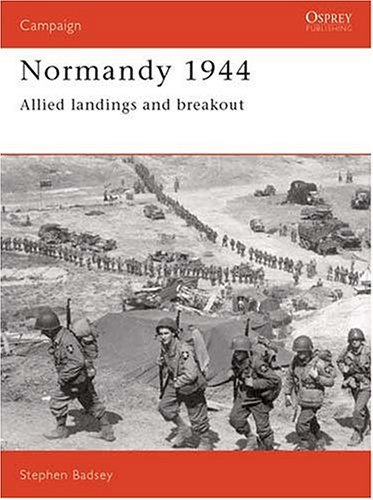 Campaign
OSPREY
PUBLISHING
Normandy 1944
Allied landings and breakout
Stephen Badsey